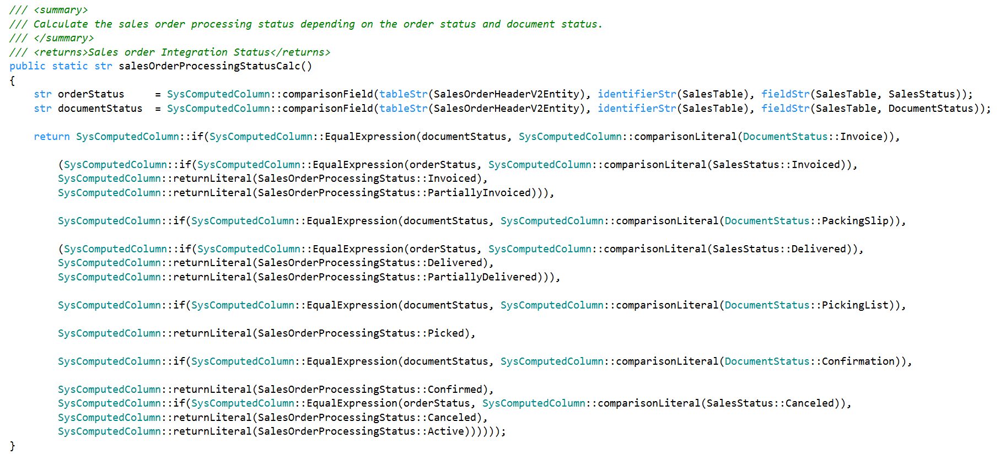 /// <summary>
/// Calculate the sales order processing status depending on the order status and document status.
/// </summary>
/// <returns>Sales order Integration Status</returns>
public static str salesOrderProcessingStatusCalc()
{
    str orderStatus     = SysComputedColumn::comparisonField(tableStr(SalesOrderHeaderV2Entity), identifierStr(SalesTable), fieldStr(SalesTable, SalesStatus));
    str documentStatus  = SysComputedColumn::comparisonField(tableStr(SalesOrderHeaderV2Entity), identifierStr(SalesTable), fieldStr(SalesTable, DocumentStatus));
    return SysComputedColumn::if(SysComputedColumn::EqualExpression(documentStatus, SysComputedColumn::comparisonLiteral(DocumentStatus::Invoice)),
        (SysComputedColumn::if(SysComputedColumn::EqualExpression(orderStatus, SysComputedColumn::comparisonLiteral(SalesStatus::Invoiced)),
        SysComputedColumn::returnLiteral(SalesOrderProcessingStatus::Invoiced),
        SysComputedColumn::returnLiteral(SalesOrderProcessingStatus::PartiallyInvoiced))),
        SysComputedColumn::if(SysComputedColumn::EqualExpression(documentStatus, SysComputedColumn::comparisonLiteral(DocumentStatus::PackingSlip)),
        (SysComputedColumn::if(SysComputedColumn::EqualExpression(orderStatus, SysComputedColumn::comparisonLiteral(SalesStatus::Delivered)),
        SysComputedColumn::returnLiteral(SalesOrderProcessingStatus::Delivered),
        SysComputedColumn::returnLiteral(SalesOrderProcessingStatus::PartiallyDelivered))),
        SysComputedColumn::if(SysComputedColumn::EqualExpression(documentStatus, SysComputedColumn::comparisonLiteral(DocumentStatus::PickingList)),
        SysComputedColumn::returnLiteral(SalesOrderProcessingStatus::Picked),
        SysComputedColumn::if(SysComputedColumn::EqualExpression(documentStatus, SysComputedColumn::comparisonLiteral(DocumentStatus::Confirmation)),
        SysComputedColumn::returnLiteral(SalesOrderProcessingStatus::Confirmed),
        SysComputedColumn::if(SysComputedColumn::EqualExpression(orderStatus, SysComputedColumn::comparisonLiteral(SalesStatus::Canceled)),
        SysComputedColumn::returnLiteral(SalesOrderProcessingStatus::Canceled),
        SysComputedColumn::returnLiteral(SalesOrderProcessingStatus::Active))))));
}